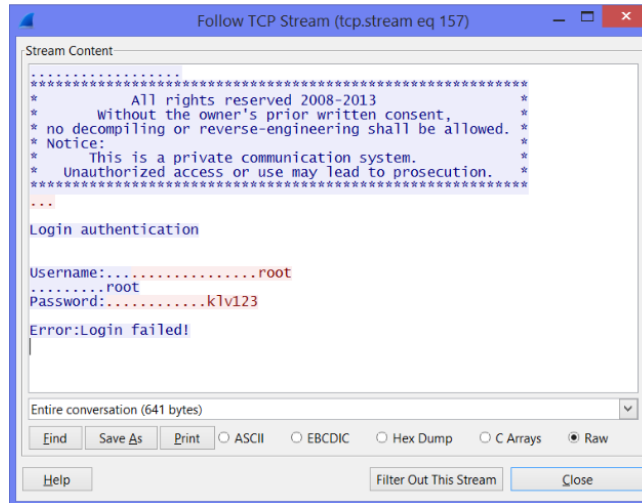 Follow TCP Stream (tcp.stream eq 157)
Stream Content
..................
***********************************************************
* All rights reserved 2008-2013 *
* Without the owner's prior written consent, *
* no decompiling or reverse-engineering shall be allowed. *
* Notice: *
* This is a private communication system. *
* Unauthorized access or use may lead to prosecution. *
***********************************************************
...
Login authentication
Username:..................root
.........root
Password:............klv123
Error:Login failed!
Entire conversation (641 bytes)
Find Save As Print ASCII EBCDIC Hex Dump C Arrays Raw
Help Filter Out This Stream Close